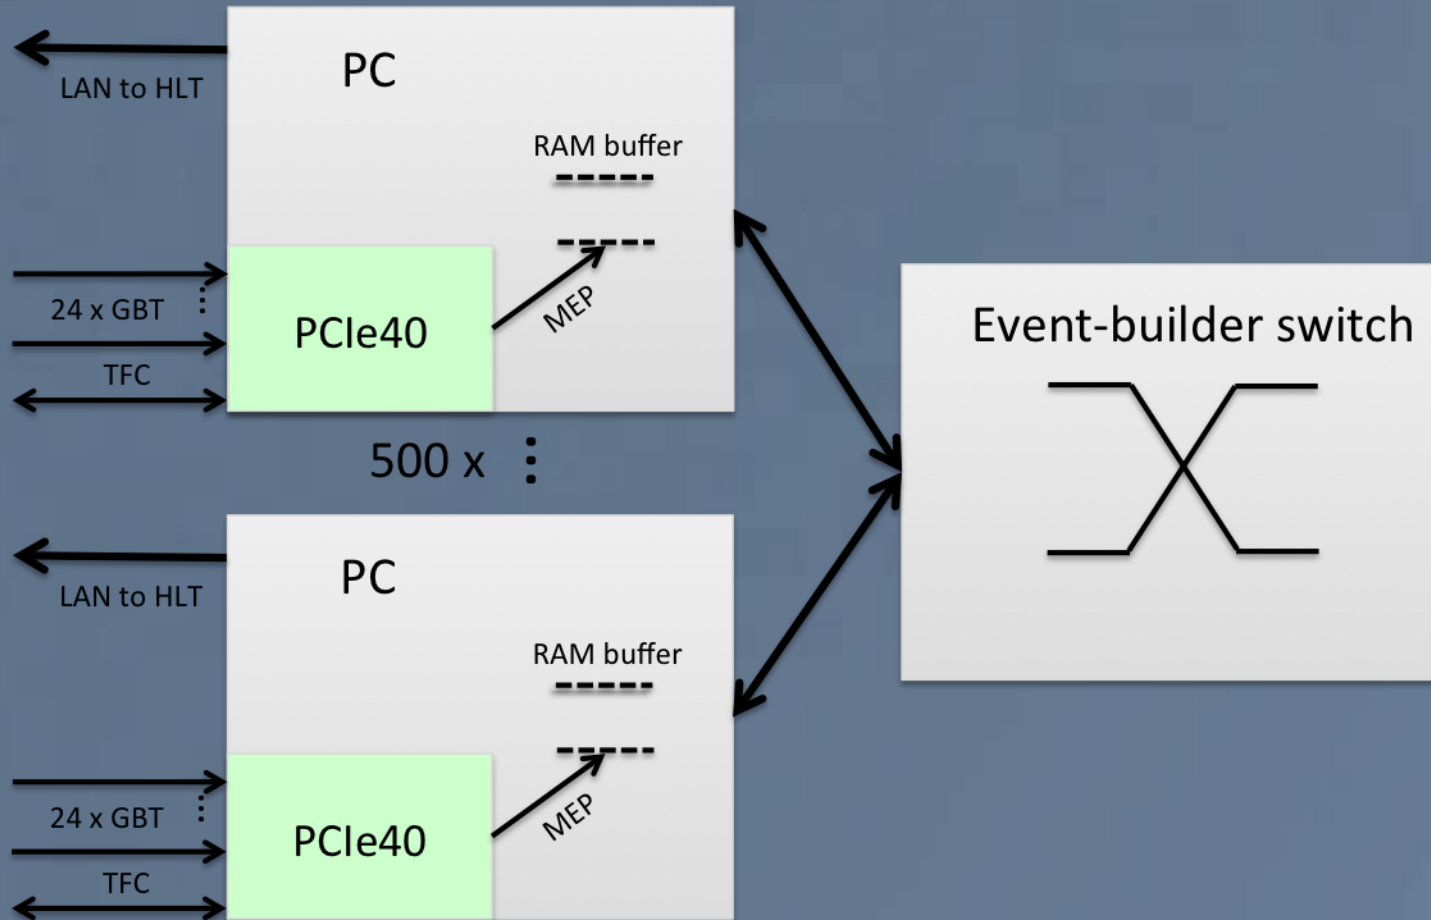 PC
LAN to HLT
RAM buffer
24 x GBT
PCIe40
MEP
TFC
500 x
PC
LAN to HLT
RAM buffer
24 x GBT
PCIe40
MEP
TFC
Event-builder switch